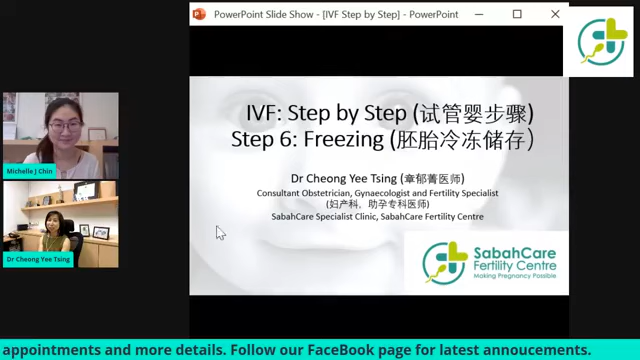 PowerPoint Slide Show - [IVF Step by Step] - PowerPoint
IVF: Step by Step (试管婴步骤)
Step 6: Freezing (胚胎冷冻储存）
Dr Cheong Yee Tsing (章郁菁医师)
Consultant Obstetrician, Gynaecologist and Fertility Specialist
(妇产科、助孕专科医师)
SabahCare Specialist Clinic, SabahCare Fertility Centre
SabahCare
Fertility Centre
Making Pregnancy Possible
Michelle J Chin
Dr Cheong Yee Tsing
appointments and more details. Follow our FaceBook page for latest annoucements.